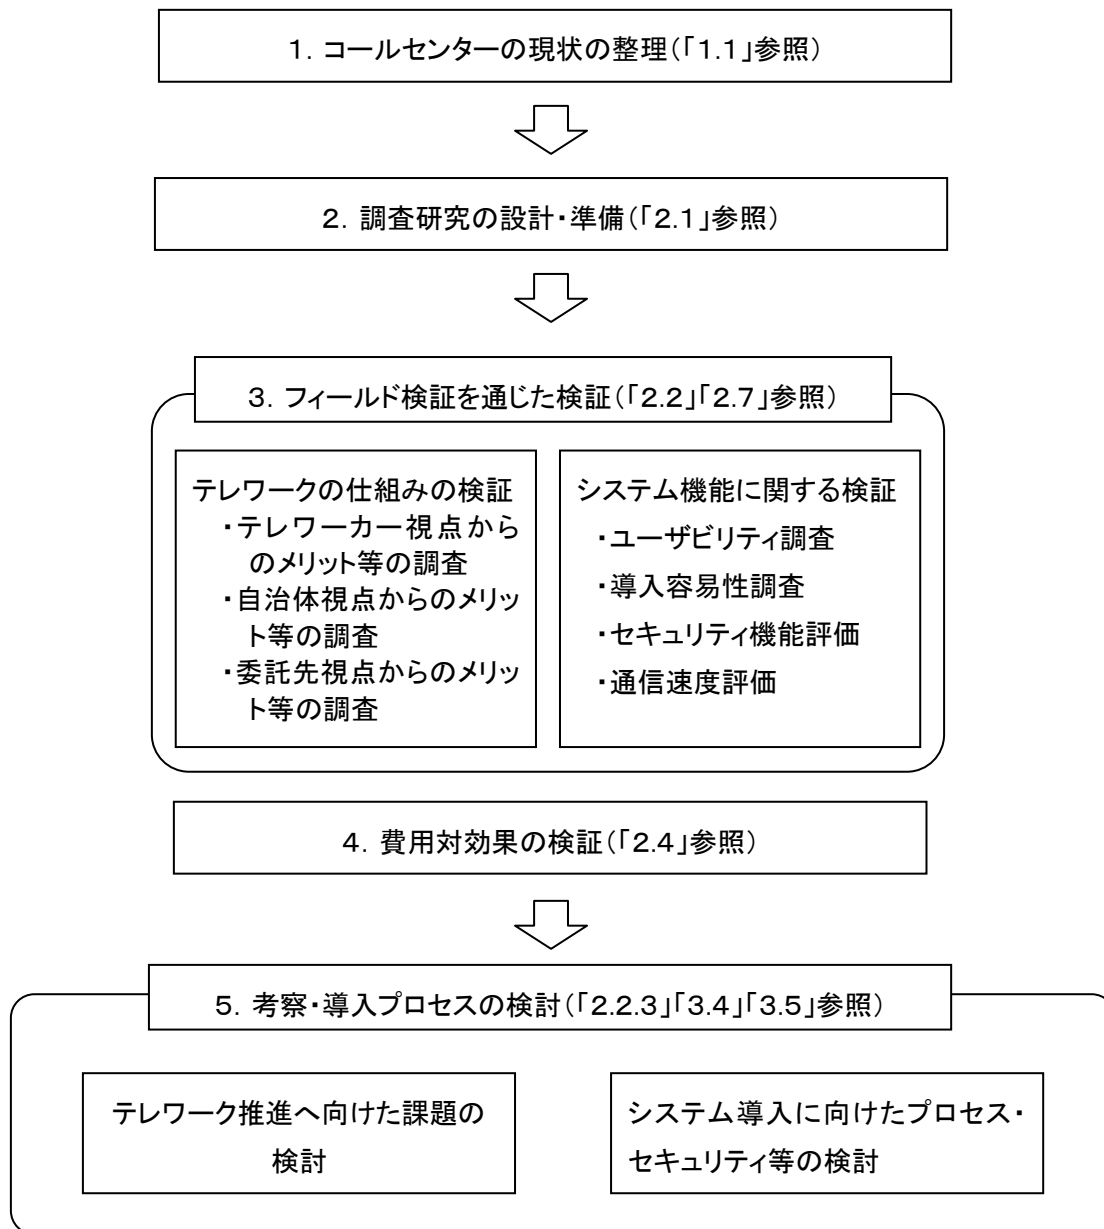 １．コールセンターの現状の整理（「１.１」参照）
２．調査研究の設計・準備（「２.１」参照）
３．フィールド検証を通じた検証（「２.２」「２.７」参照）
テレワークの仕組みの検証
・テレワーカー視点から
のメリット等の調査
・自治体視点からのメリッ
ト等の調査
・委託先視点からのメリッ
ト等の調査
システム機能に関する検証
・ユーザビリティ調査
・導入容易性調査
・セキュリティ機能評価
・通信速度評価
４．費用対効果の検証（「２.４」参照）
５．考察・導入プロセスの検討（「２.２.３」「３.４」「３.５」参照）
テレワーク推進へ向けた課題の
検討
システム導入に向けたプロセス・
セキュリティ等の検討